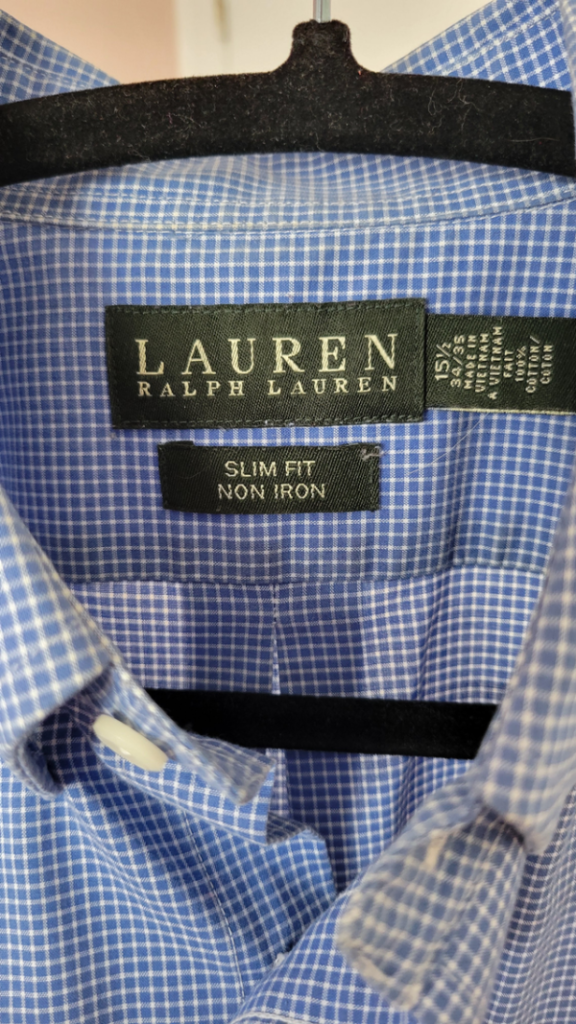 LAUREN
RALPH LAUREN
SLIM FIT
NON IRON
15½
34/35
MADE IN
VIETNAM
A VIETNAM
FAIT
100%
COTTON/
COTON